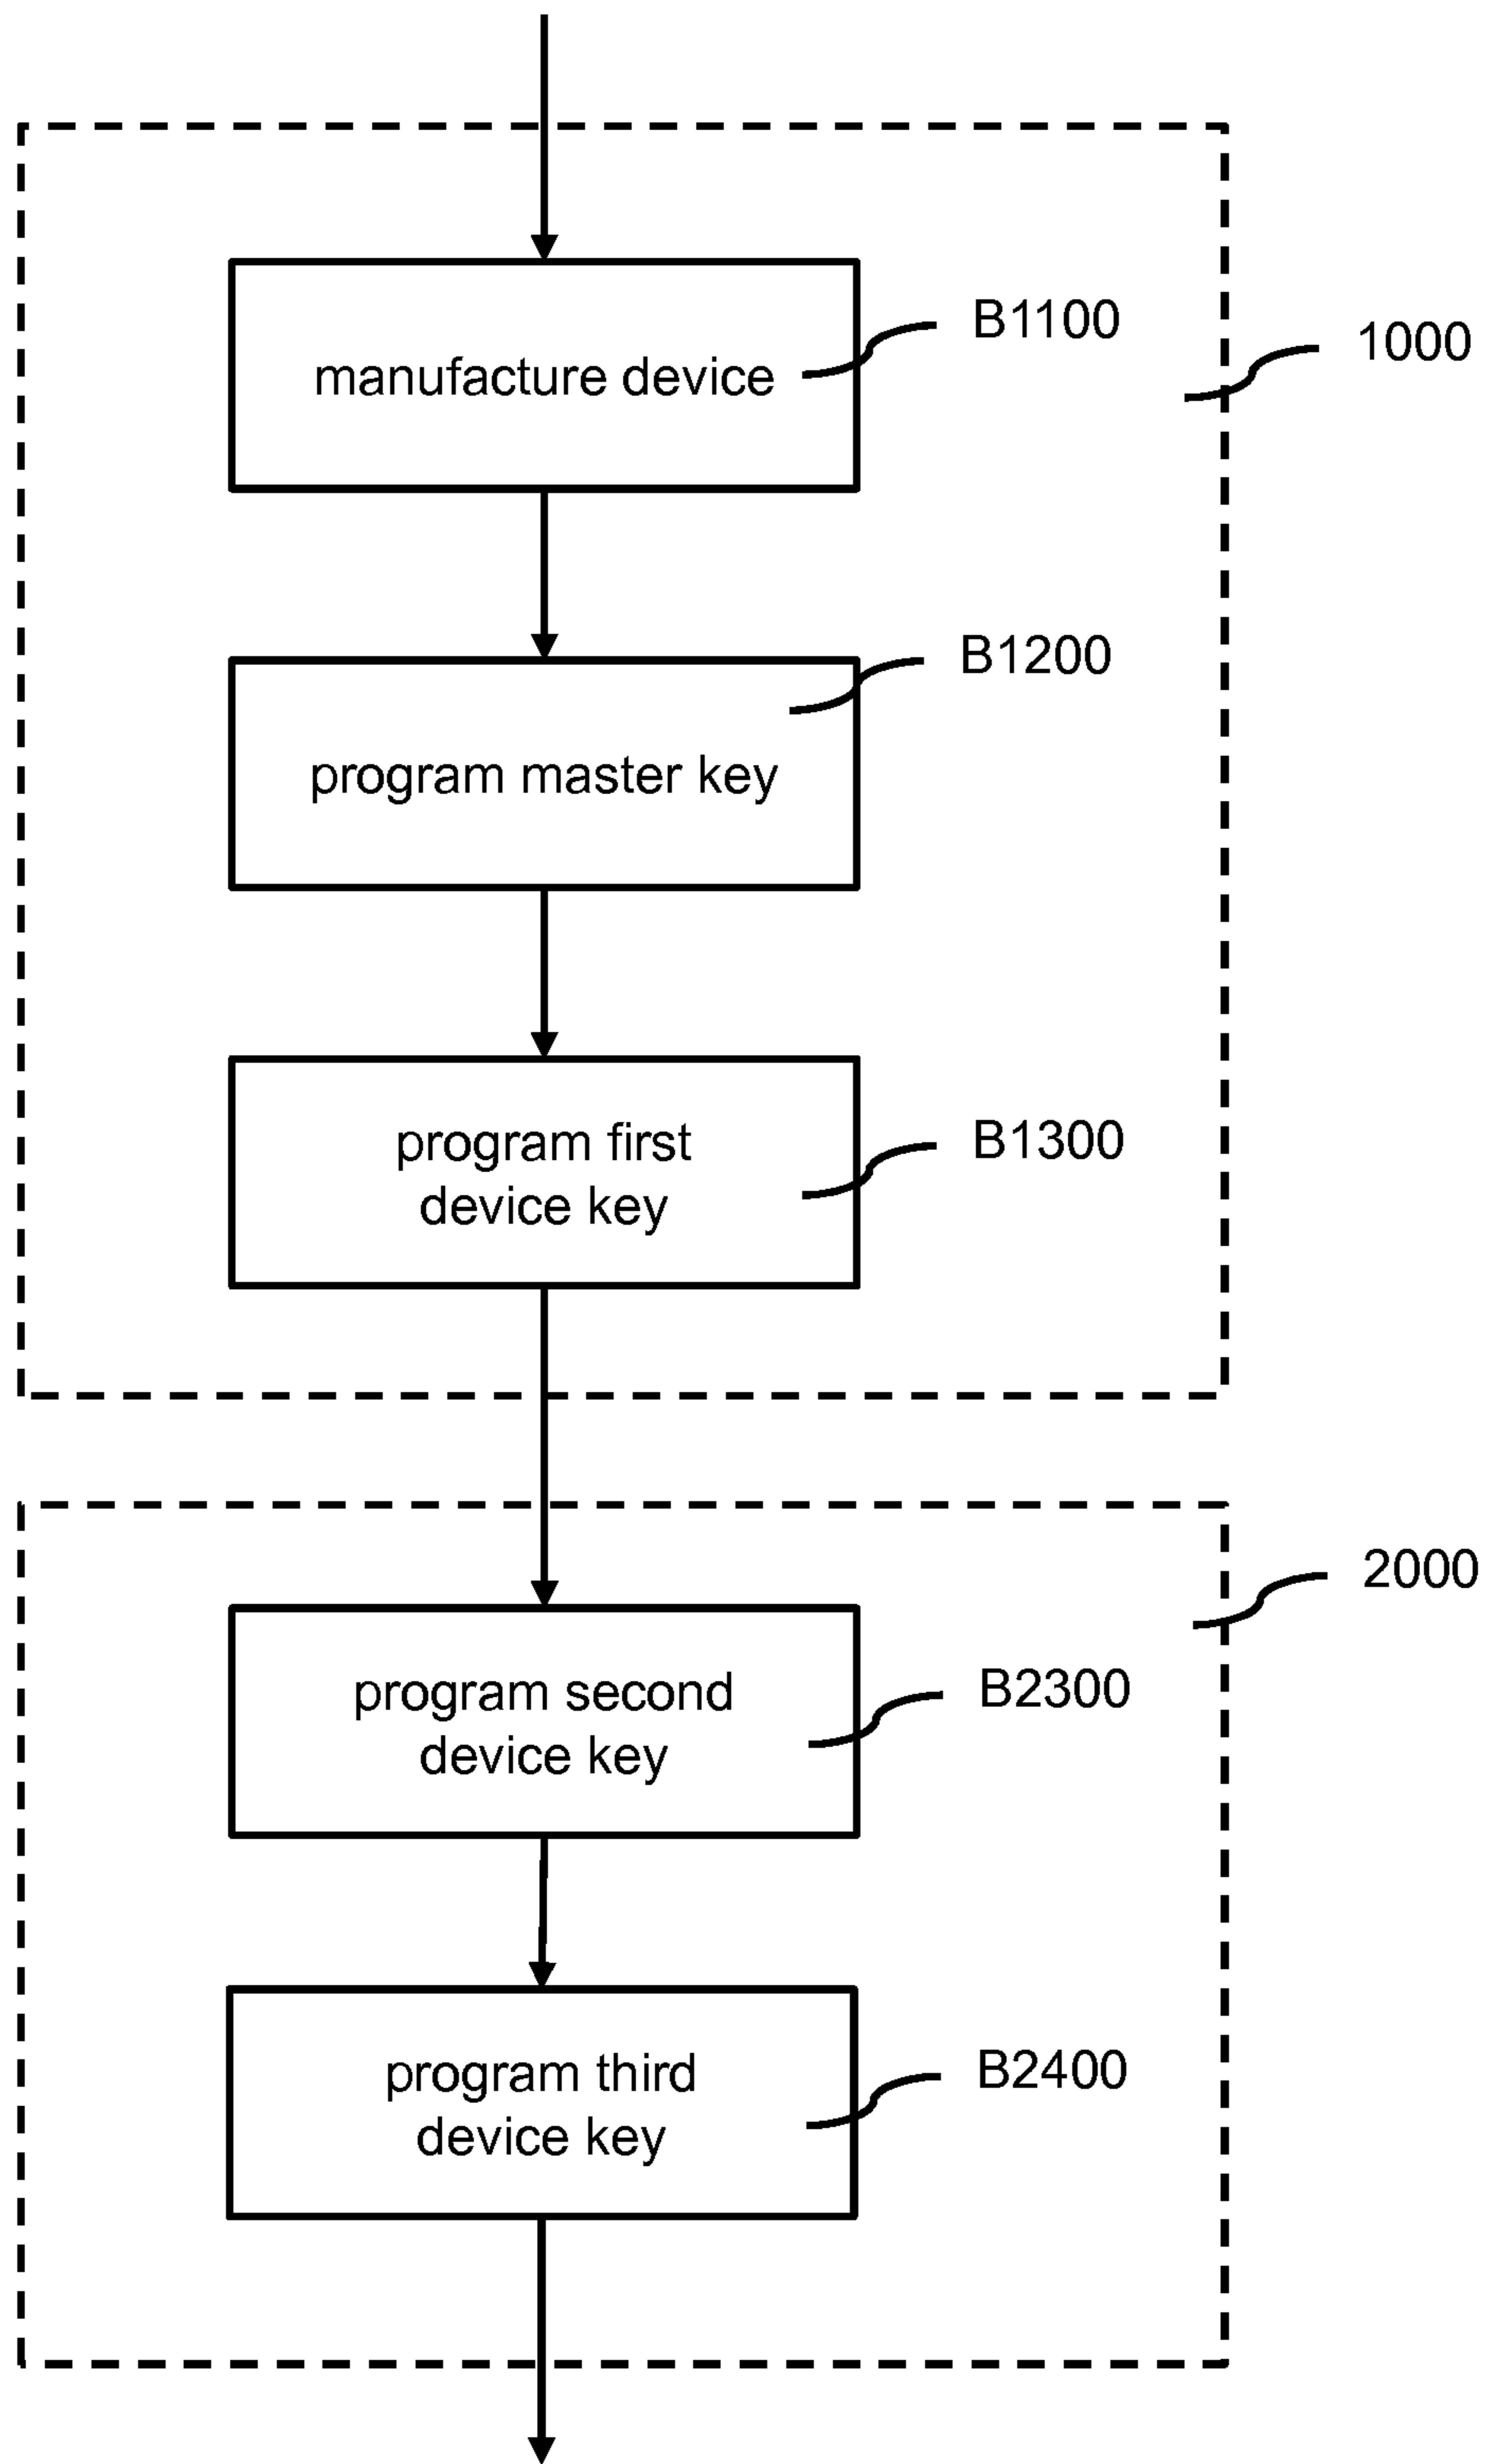 B1100
1000
manufacture device
B1200
program master key
program first
device key
B1300
2000
program second
device key
B2300
program third
device key
B2400